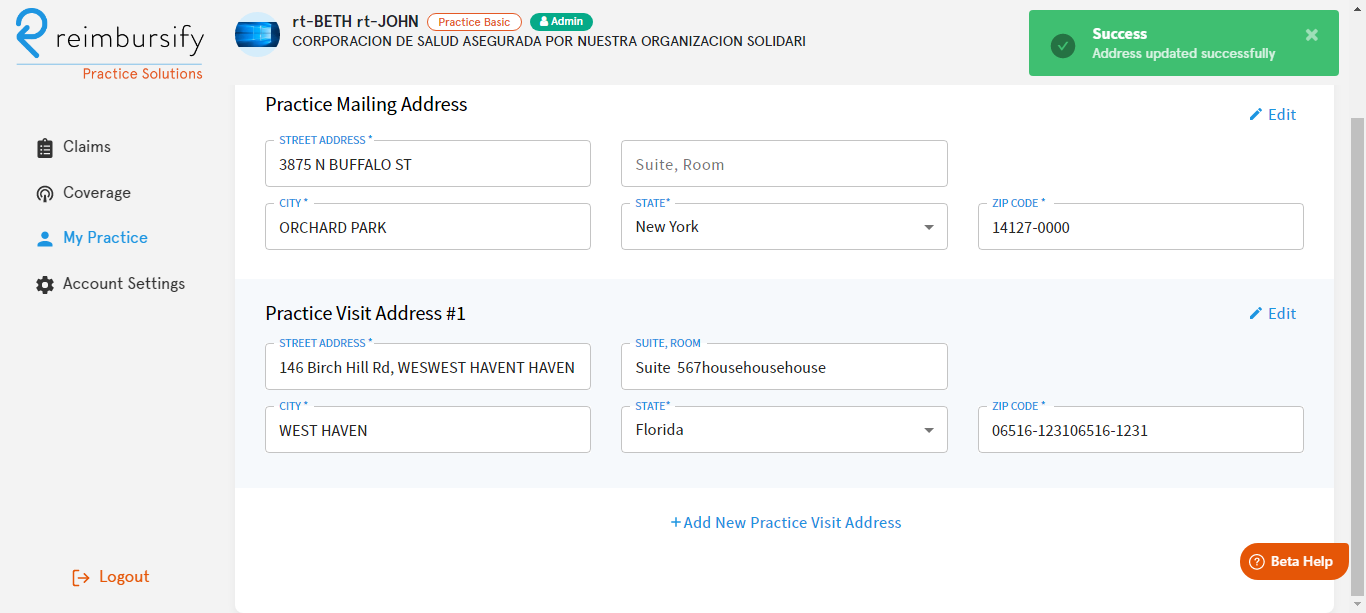 reimbursify
Practice Solutions
rt-BETH rt-JOHN Practice Basic Admin
CORPORACION DE SALUD ASEGURADA POR NUESTRA ORGANIZACION SOLIDARI
Success
Address updated successfully
Claims
Coverage
My Practice
Account Settings
Logout
Practice Mailing Address
Edit
STREET ADDRESS *
3875 N BUFFALO ST
Suite, Room
CITY *
ORCHARD PARK
STATE*
New York
ZIP CODE *
14127-0000
Practice Visit Address #1
Edit
STREET ADDRESS *
146 Birch Hill Rd, WESWEST HAVENT HAVEN
SUITE, ROOM
Suite 567househousehouse
CITY *
WEST HAVEN
STATE*
Florida
ZIP CODE *
06516-123106516-1231
+ Add New Practice Visit Address
? Beta Help